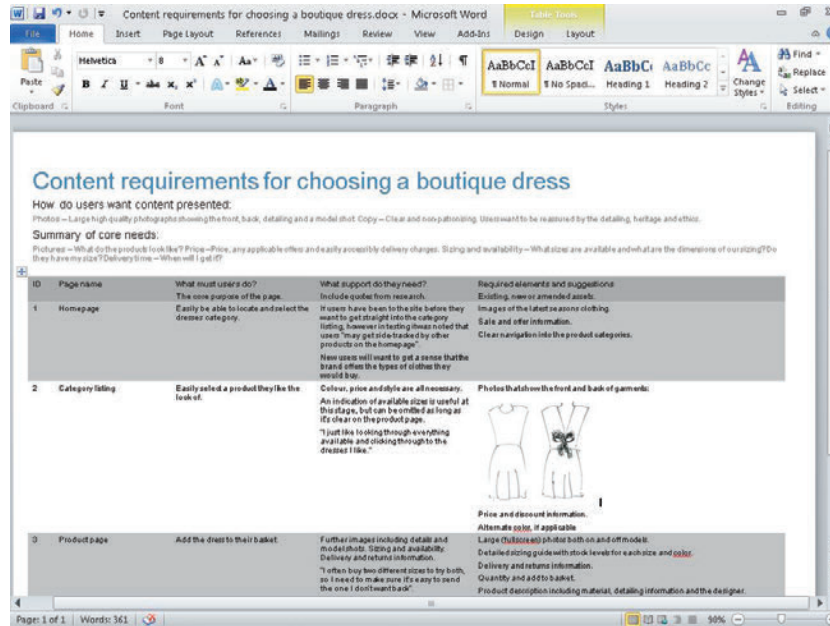 Content requirements for choosing a boutique dress.docx - Microsoft Word
Table Tools
File Home Insert Page Layout References Mailings Review View Add-Ins Design Layout
Paste
Helvetica 8
AaBbCcI AaBbCcI AaBbC AaBbCc
¶ Normal ¶ No Spaci... Heading 1 Heading 2
Change Styles
Find
Replace
Select
Clipboard Font Paragraph Styles Editing
Content requirements for choosing a boutique dress
How do users want content presented:
Photos – Large high quality photographs showing the front, back, detailing and a model shot. Copy – Clear and non-patronizing. Users want to be reassured by the detailing, heritage and ethics.
Summary of core needs:
Pictures – What do the products look like? Price – Price, any applicable offers and easily accessibly delivery charges. Sizing and availability – What sizes are available and what are the dimensions of our sizing? Do
they have my size? Delivery time – When will I get it?
ID Page name What must users do? What support do they need? Required elements and suggestions
The core purpose of the page. Include quotes from research. Existing, new or amended assets.
1 Homepage
Easily be able to locate and select the
dresses category.
If users have been to the site before they
want to get straight into the category
listing, however in testing it was noted that
users "may get side-tracked by other
products on the homepage".
New users will want to get a sense that the
brand offers the types of clothes they
would buy.
Images of the latest seasons clothing.
Sale and offer information.
Clear navigation into the product categories.
2 Category listing
Easily select a product they like the
look of.
Colour, price and style are all necessary.
An indication of available sizes is useful at
this stage, but can be omitted as long as
it's clear on the product page.
"I just like looking through everything
available and clicking through to the
dresses I like."
Photos that show the front and back of garments:
Price and discount information.
Alternate color, if applicable
3 Product page
Add the dress to their basket.
Further images including details and
model shots. Sizing and availability.
Delivery and returns information.
"I often buy two different sizes to try both,
so I need to make sure it's easy to send
the one I don't want back".
Large (fullscreen) photos both on and off models.
Detailed sizing guide with stock levels for each size and color.
Delivery and returns information.
Quantity and add to basket.
Product description including material, detailing information and the designer.
Page: 1 of 1 Words: 361 90%